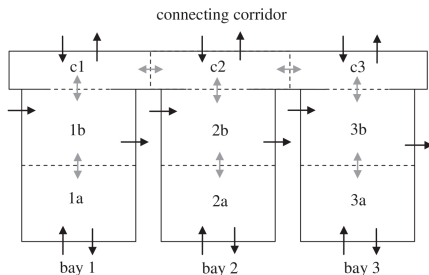 connecting corridor
c1 c2 c3
1b 2b 3b
1a 2a 3a
bay 1 bay 2 bay 3